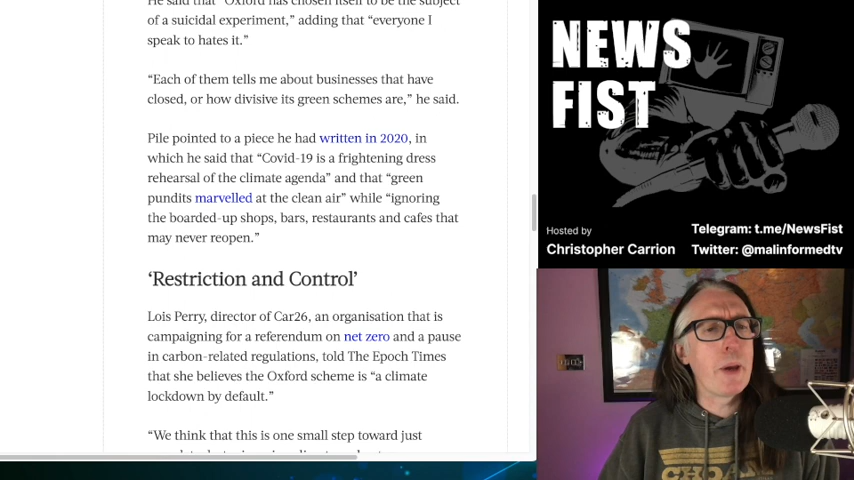 He said that “Oxford has chosen itself to be the subject
of a suicidal experiment,” adding that “everyone I
speak to hates it.”
“Each of them tells me about businesses that have
closed, or how divisive its green schemes are,” he said.
Pile pointed to a piece he had written in 2020, in
which he said that “Covid-19 is a frightening dress
rehearsal of the climate agenda” and that “green
pundits marvelled at the clean air” while “ignoring
the boarded-up shops, bars, restaurants and cafes that
may never reopen.”
‘Restriction and Control’
Lois Perry, director of Car26, an organisation that is
campaigning for a referendum on net zero and a pause
in carbon-related regulations, told The Epoch Times
that she believes the Oxford scheme is “a climate
lockdown by default.”
“We think that this is one small step toward just
NEWS
FIST
Hosted by
Christopher Carrion
Telegram: t.me/NewsFist
Twitter: @malinformedtv